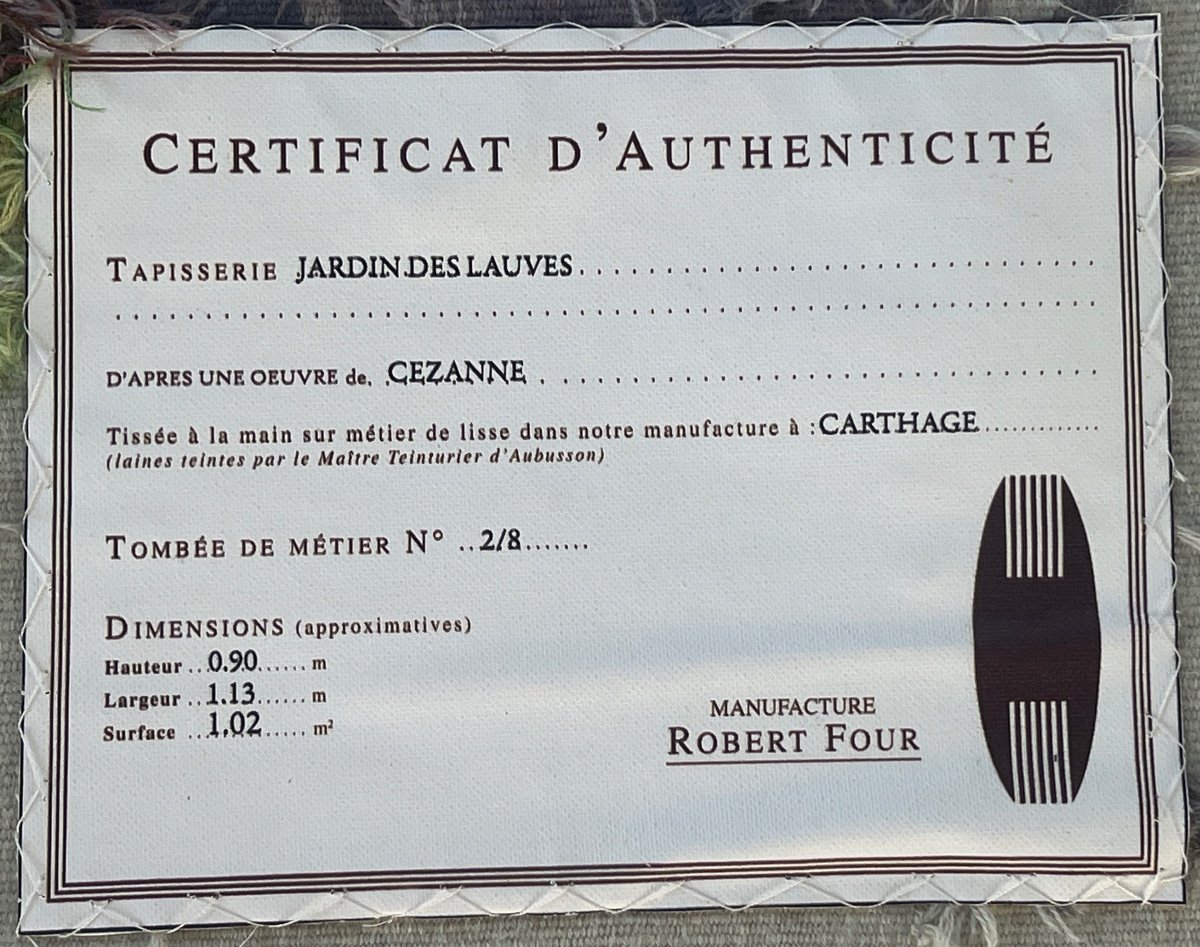 CERTIFICAT D'AUTHENTICITÉ
TAPISSERIE JARDIN.DES LAUVES. . . . . . . . . . . . . . . . . . . . . . . . . . . . . .
. . . . . . . . . . . . . . . . . . . . . . . . . . . . . . . . . . . . . . . . . . .
D'APRES UNE OEUVRE de. .CEZANNE . . . . . . . . . . . . . . . . . . . . . . . . .
Tissée à la main sur métier de lisse dans notre manufacture à :CARTHAGE.............
(laines teintes par le Maître Teinturier d'Aubusson)
TOMBÉE DE MÉTIER N° ..2/8.......
DIMENSIONS (approximatives)
Hauteur ...0.90...... m
Largeur ..1.13...... m
Surface ...1,02..... m²
MANUFACTURE
ROBERT FOUR